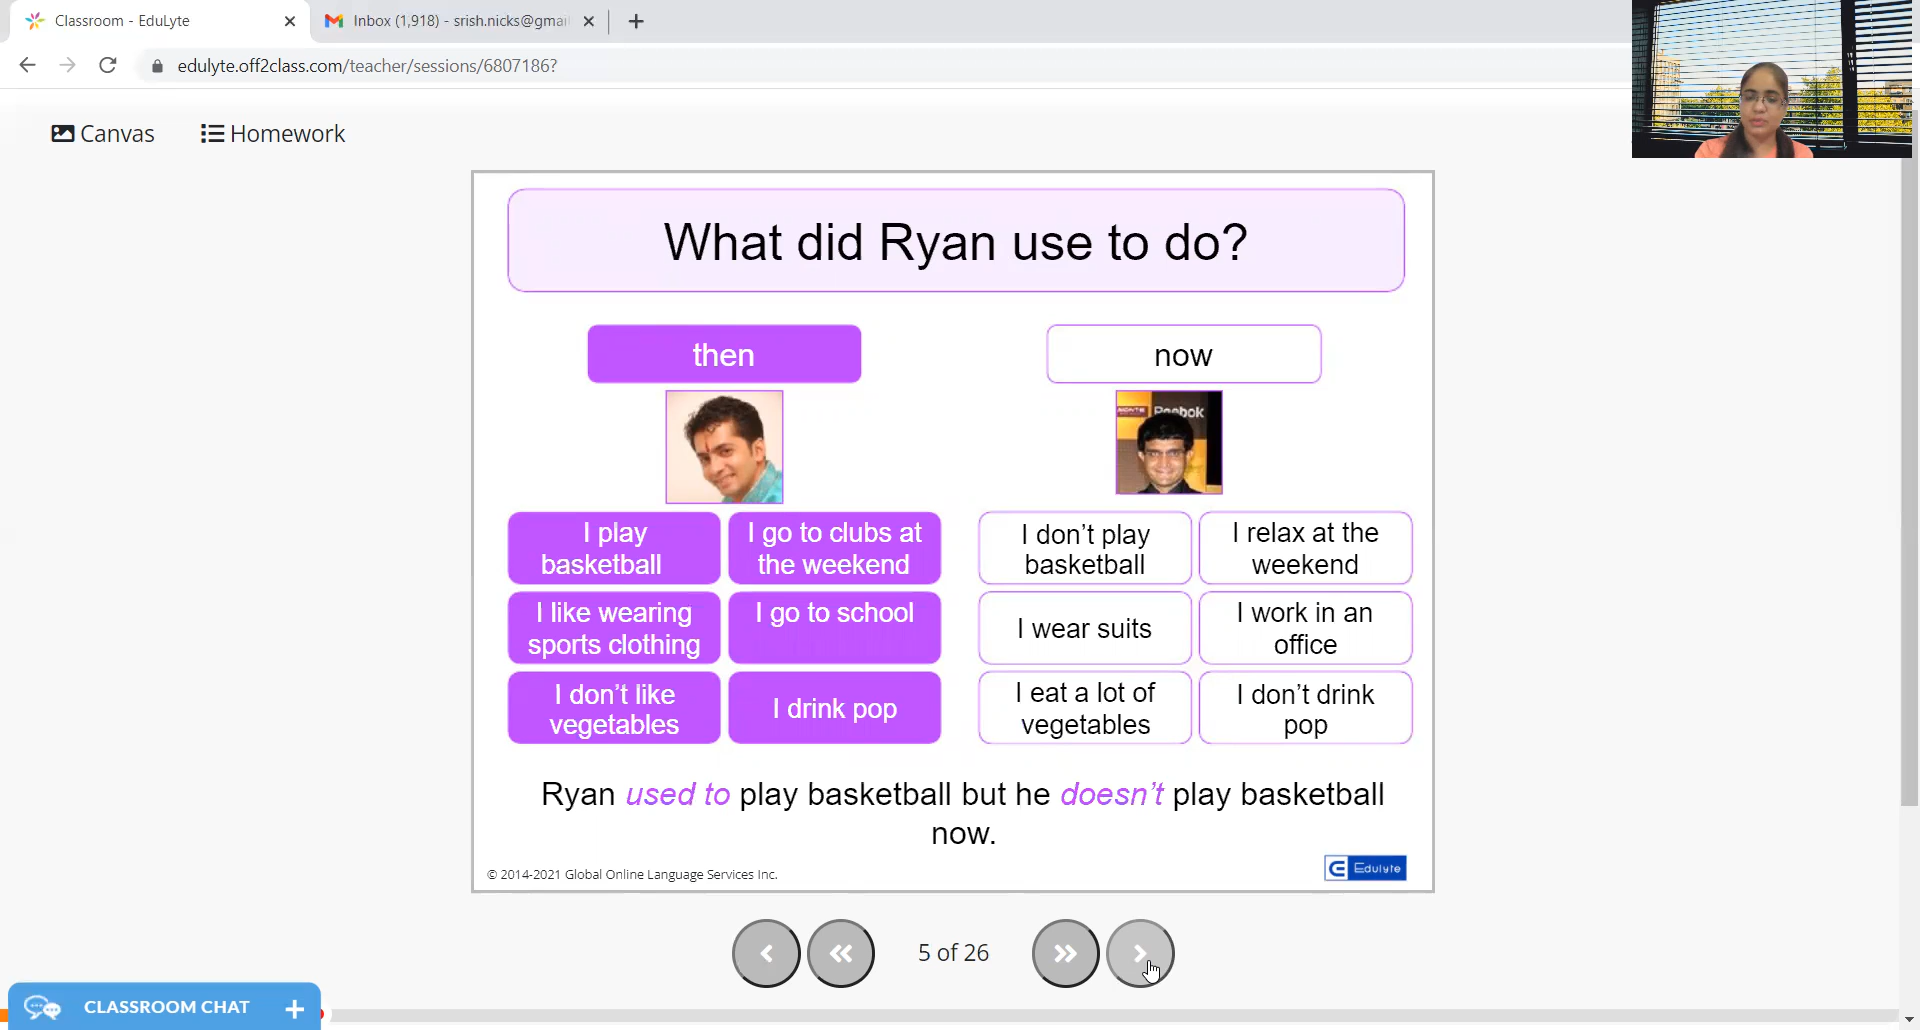 Classroom - EduLyte
Inbox (1,918) - srish.nicks@gmai
edulyte.off2class.com/teacher/sessions/6807186?
Canvas
Homework
What did Ryan use to do?
then
now
Reebok
I play
basketball
I go to clubs at
the weekend
I don’t play
basketball
I relax at the
weekend
I like wearing
sports clothing
I go to school
I wear suits
I work in an
office
I don’t like
vegetables
I drink pop
I eat a lot of
vegetables
I don’t drink
pop
Ryan used to play basketball but he doesn’t play basketball
now.
© 2014-2021 Global Online Language Services Inc.
Edulyte
5 of 26
CLASSROOM CHAT